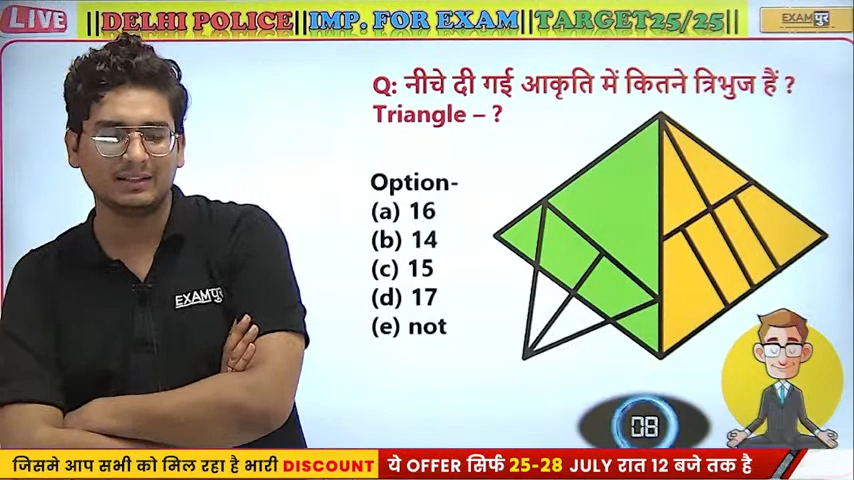 LIVE
||DELHI POLICE||IMP: FOR EXAM||TARGET25/25||
EXAMपुर
Q: नीचे दी गई आकृति में कितने त्रिभुज हैं ?
Triangle – ?
Option-
(a) 16
(b) 14
(c) 15
(d) 17
(e) not
EXAMपुर
08
जिसमे आप सभी को मिल रहा है भारी DISCOUNT
ये OFFER सिर्फ 25-28 JULY रात 12 बजे तक है